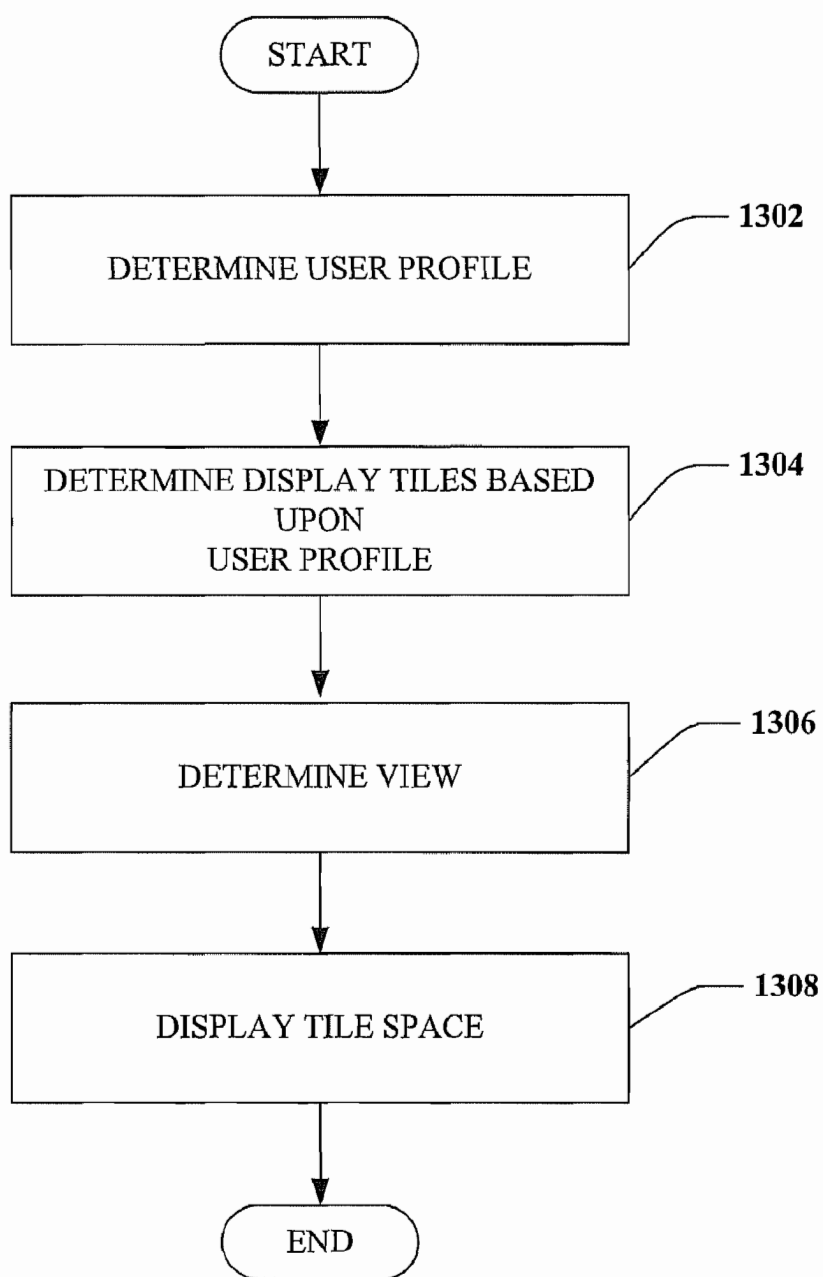 START
DETERMINE USER PROFILE
1302
DETERMINE DISPLAY TILES BASED
UPON
USER PROFILE
1304
DETERMINE VIEW
1306
DISPLAY TILE SPACE
1308
END